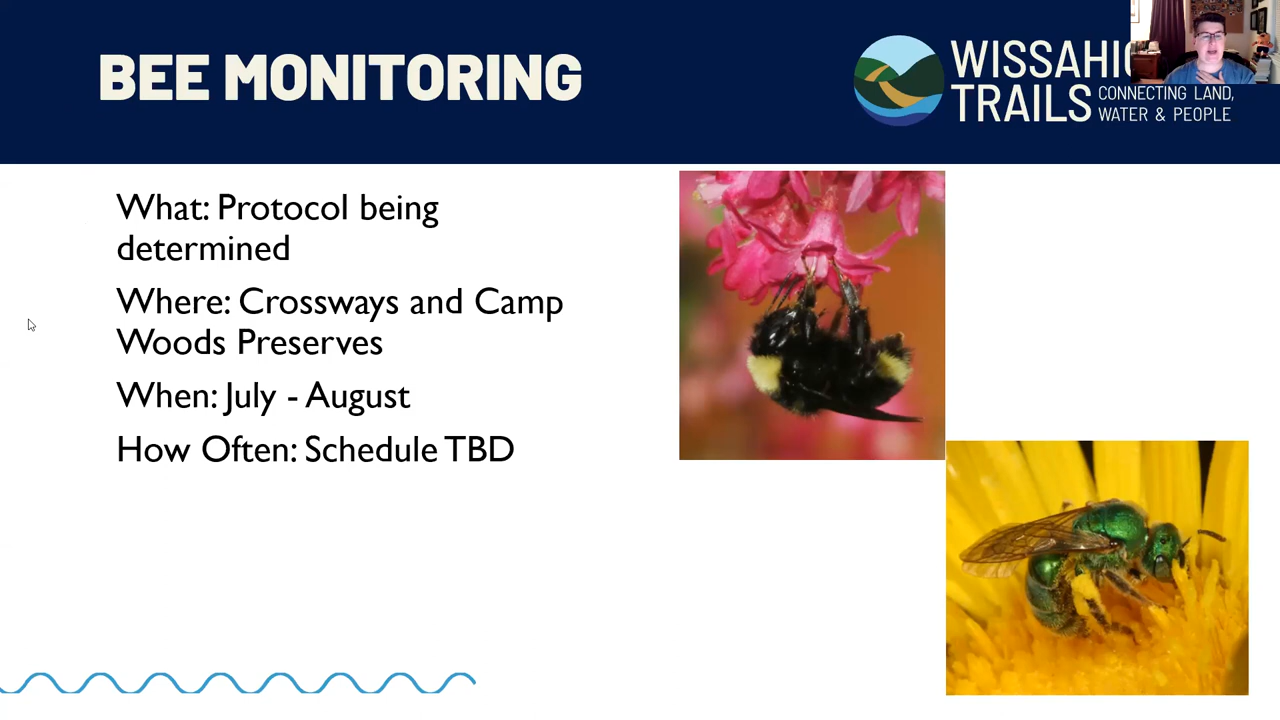 BEE MONITORING
TRAILS
CONNECTING LAND,
WATER & PEOPLE
What: Protocol being
determined
Where: Crossways and Camp
Woods Preserves
When: July - August
How Often: Schedule TBD